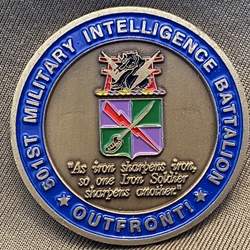 501ST MILITARY INTELLIGENCE BATTALION
"As iron sharpens iron,
so one Iron Soldier
sharpens another."
OUTFRONT!